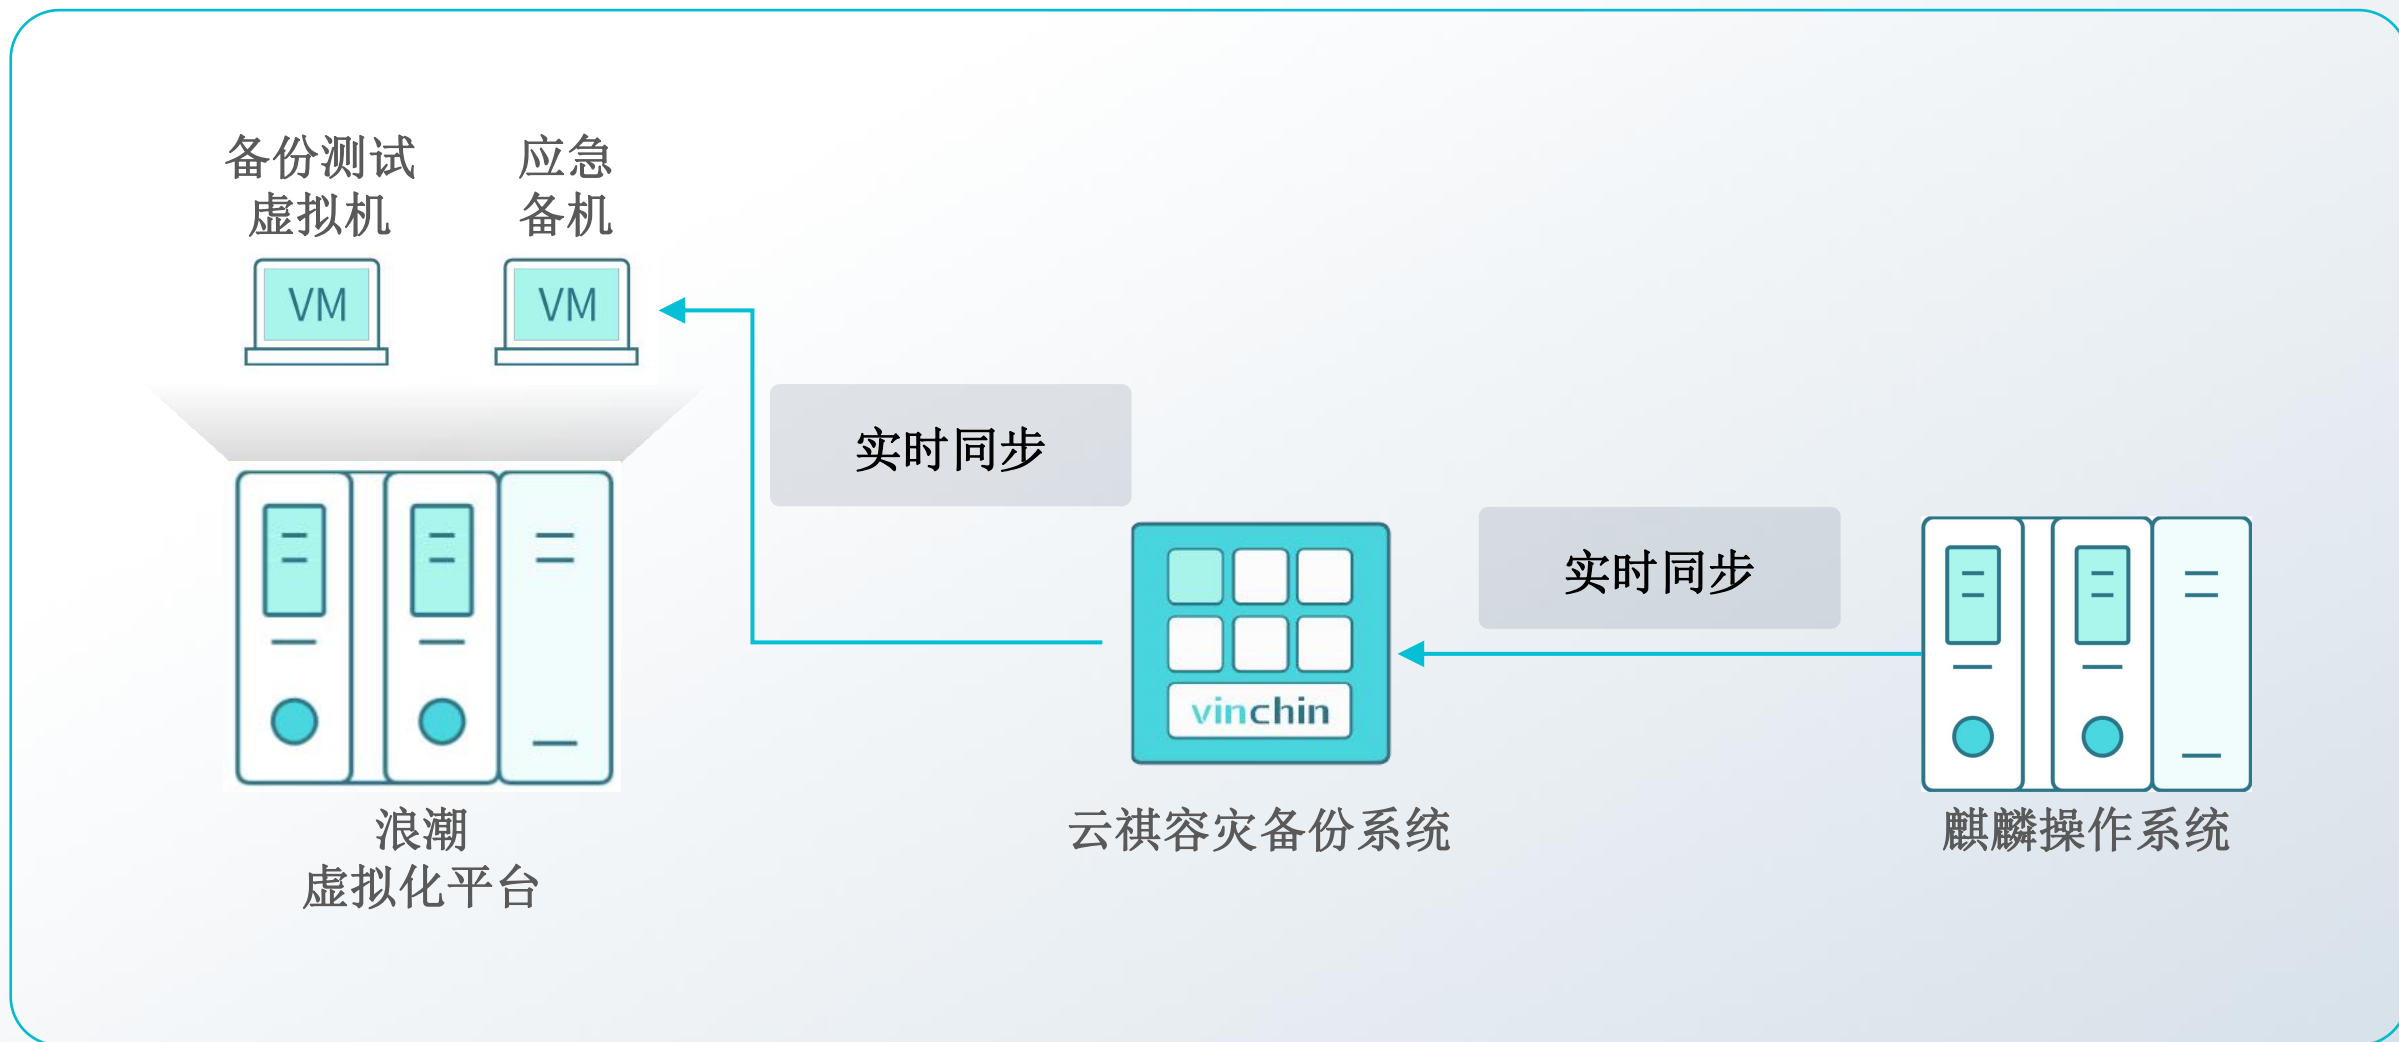 备份测试
虚拟机
应急
备机
VM
VM
实时同步
实时同步
vinchin
浪潮
虚拟化平台
云祺容灾备份系统
麒麟操作系统